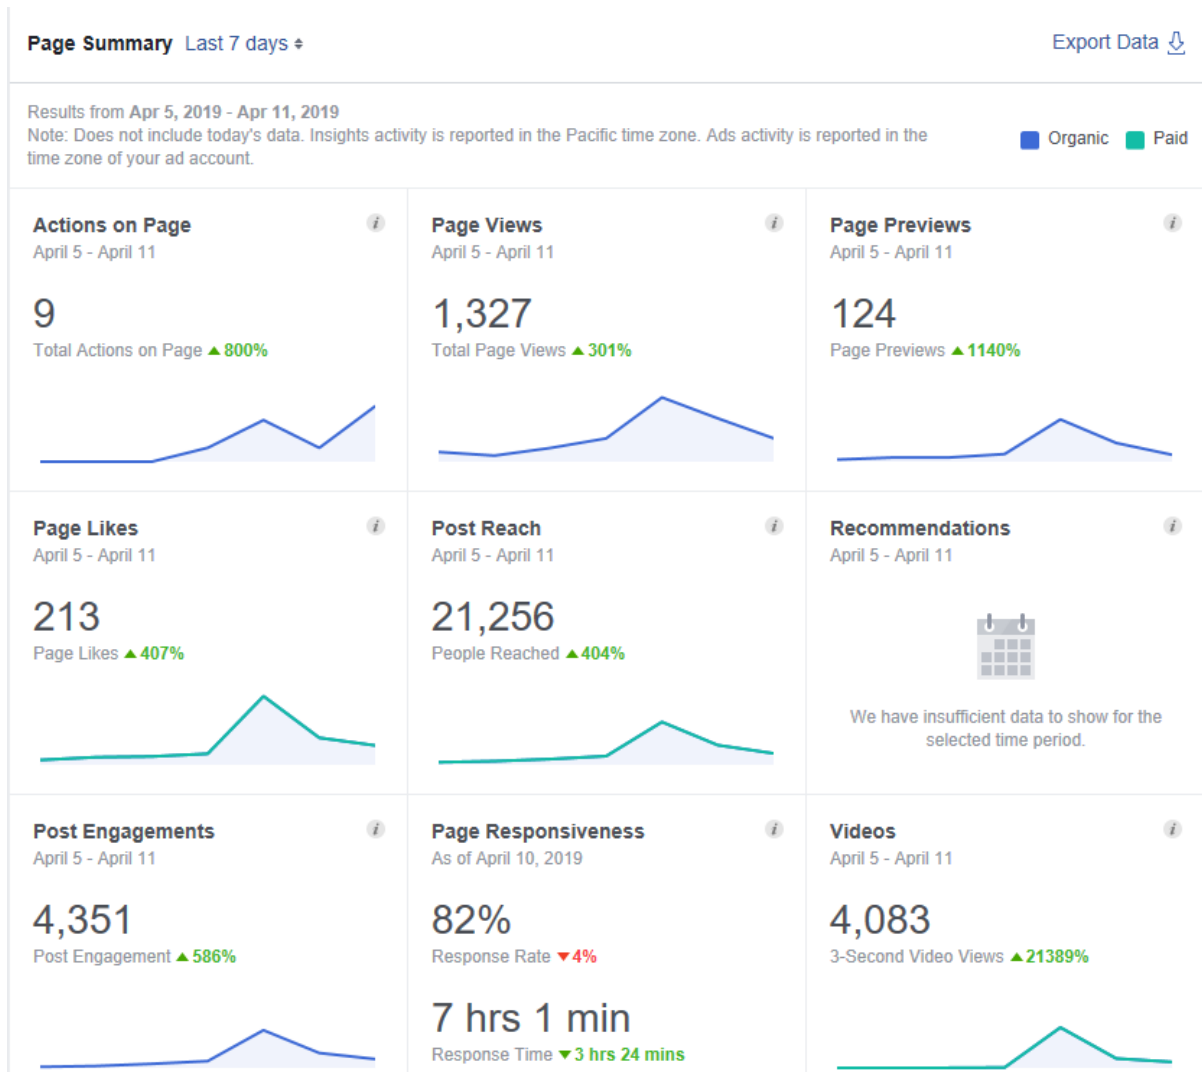 Page Summary Last 7 days
Export Data
Results from Apr 5, 2019 - Apr 11, 2019
Note: Does not include today's data. Insights activity is reported in the Pacific time zone. Ads activity is reported in the
time zone of your ad account.
Organic Paid
Actions on Page
April 5 - April 11
9
Total Actions on Page ▲ 800%
Page Views
April 5 - April 11
1,327
Total Page Views ▲ 301%
Page Previews
April 5 - April 11
124
Page Previews ▲ 1140%
Page Likes
April 5 - April 11
213
Page Likes ▲ 407%
Post Reach
April 5 - April 11
21,256
People Reached ▲ 404%
Recommendations
April 5 - April 11
We have insufficient data to show for the
selected time period.
Post Engagements
April 5 - April 11
4,351
Post Engagement ▲ 586%
Page Responsiveness
As of April 10, 2019
82%
Response Rate ▼ 4%
7 hrs 1 min
Response Time ▼ 3 hrs 24 mins
Videos
April 5 - April 11
4,083
3-Second Video Views ▲ 21389%